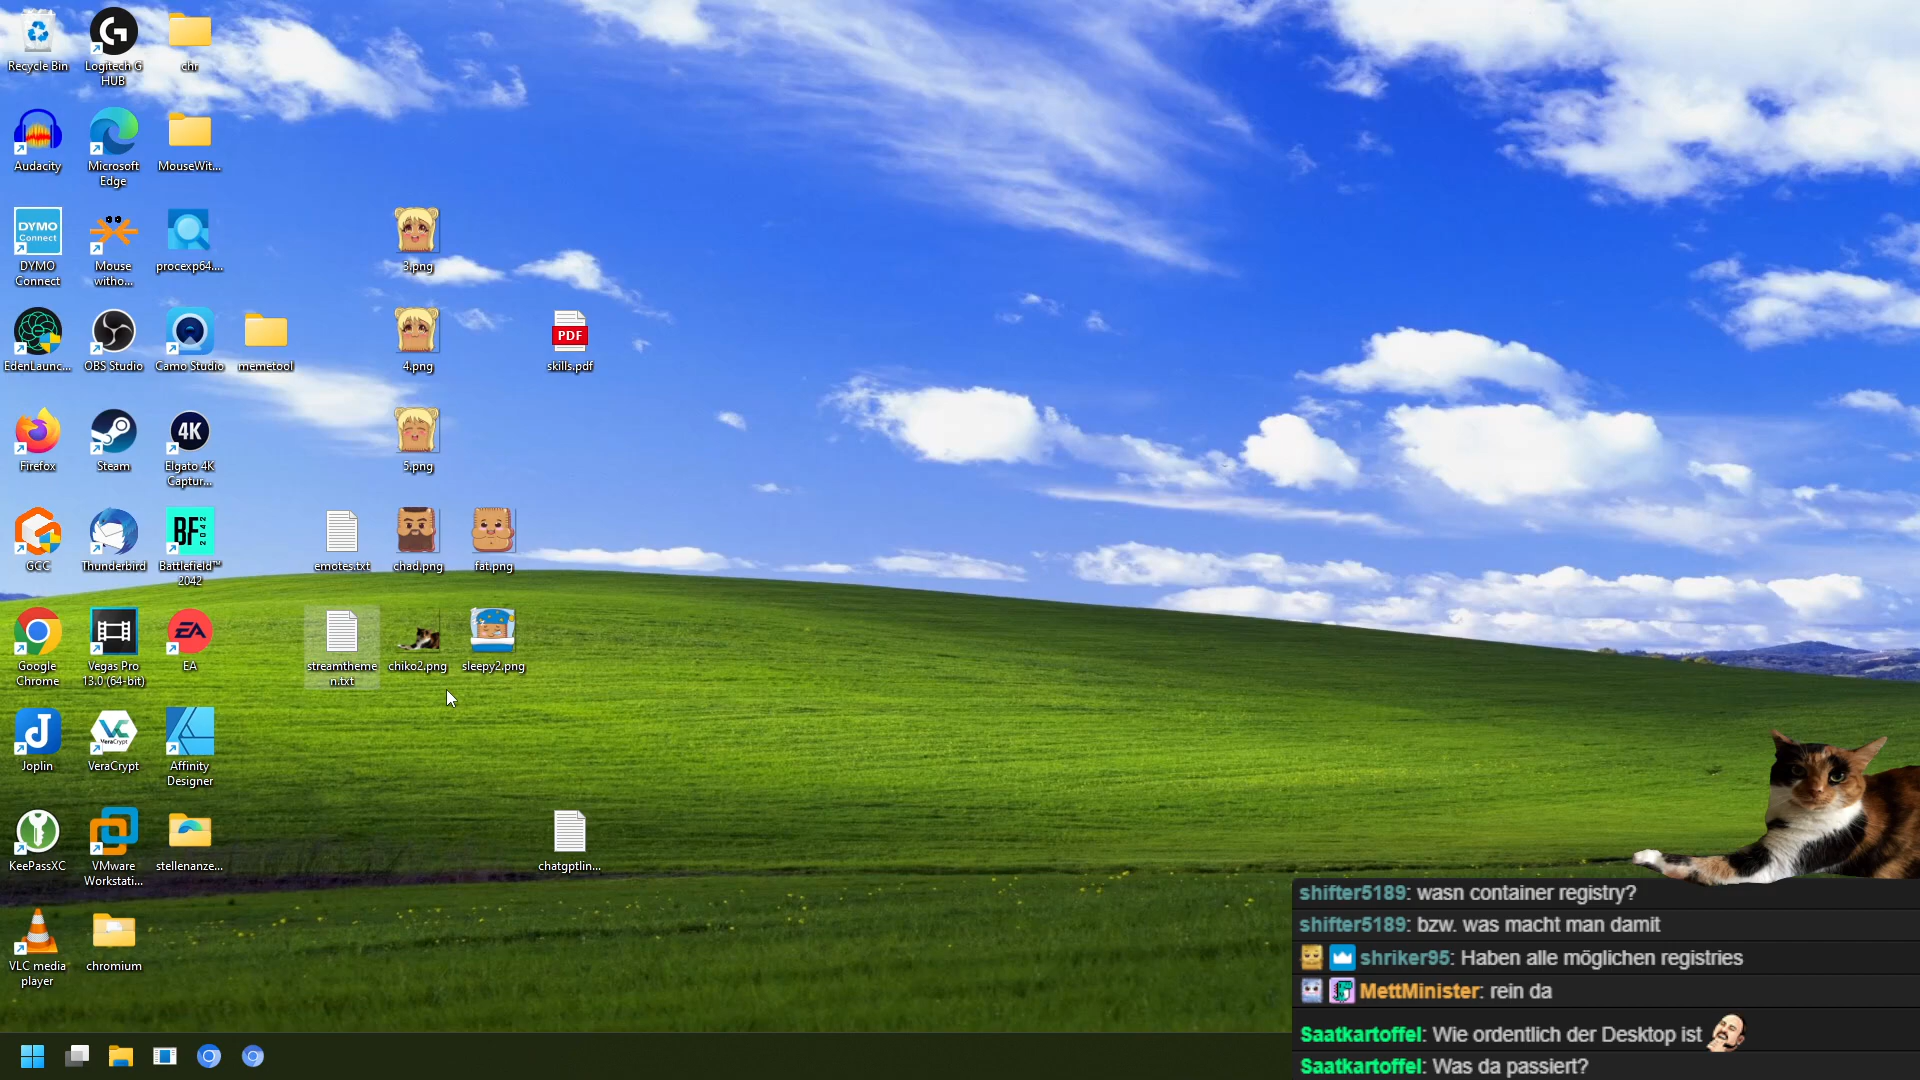 Recycle Bin
Logitech G
HUB
chr
Audacity
Microsoft
Edge
MouseWit...
DYMO
Connect
DYMO
Connect
Mouse
witho...
procexp64....
3.png
EdenLaunc...
OBS Studio
Camo Studio
memetool
4.png
PDF
skills.pdf
Firefox
Steam
4K
Elgato 4K
Captur...
5.png
GCC
Thunderbird
BF
2042
Battlefield™
2042
emotes.txt
chad.png
fat.png
Google
Chrome
Vegas Pro
13.0 (64-bit)
EA
EA
streamtheme
n.txt
chiko2.png
sleepy2.png
Joplin
VeraCrypt
VeraCrypt
Affinity
Designer
KeePassXC
VMware
Workstati...
stellenanze...
chatgptlin...
VLC media
player
chromium
shifter5189: wasn container registry?
shifter5189: bzw. was macht man damit
shriker95: Haben alle möglichen registries
MettMinister: rein da
Saatkartoffel: Wie ordentlich der Desktop ist
Saatkartoffel: Was da passiert?